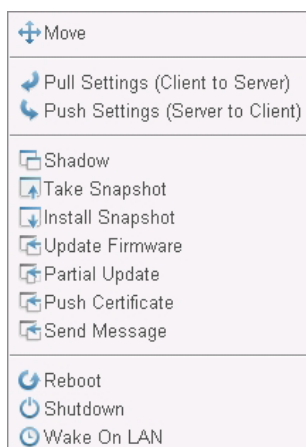 Move
Pull Settings (Client to Server)
Push Settings (Server to Client)
Shadow
Take Snapshot
Install Snapshot
Update Firmware
Partial Update
Push Certificate
Send Message
Reboot
Shutdown
Wake On LAN